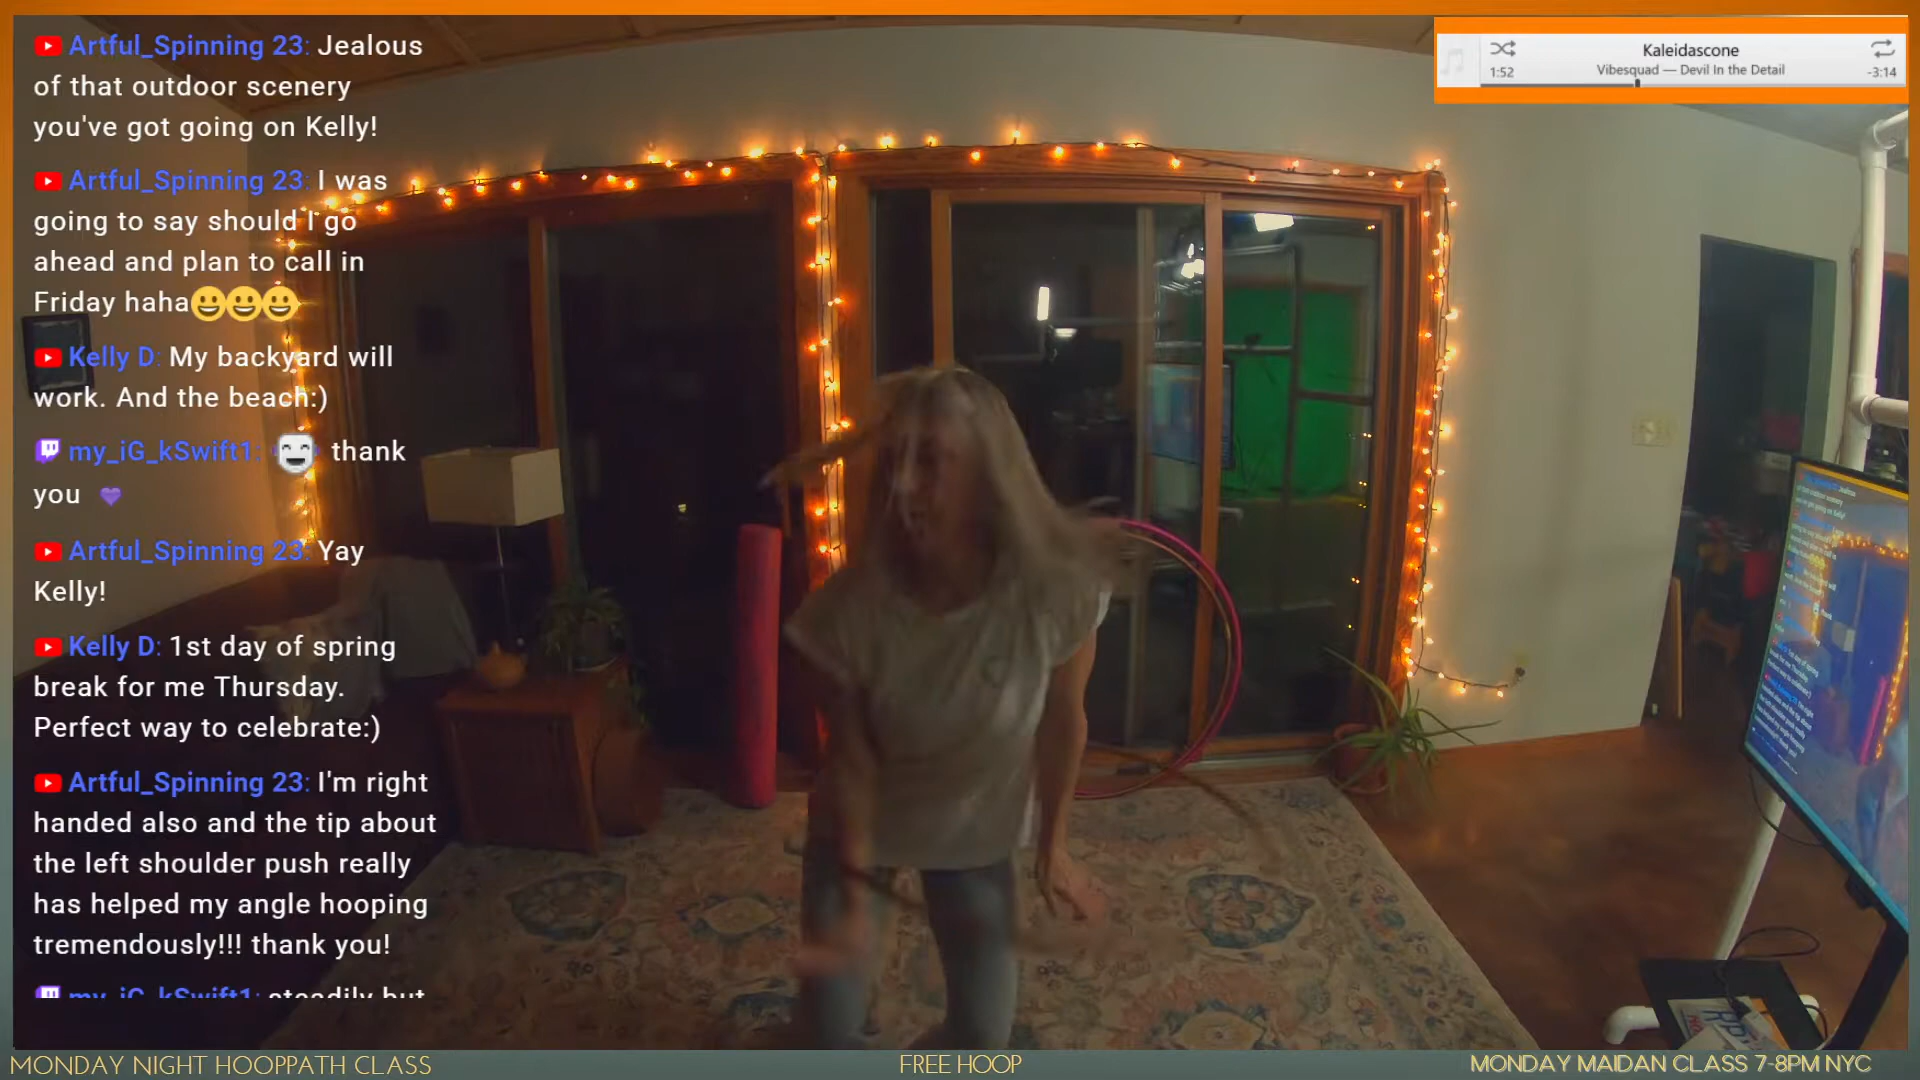 Artful_Spinning 23: Jealous
of that outdoor scenery
you've got going on Kelly!
Artful_Spinning 23: I was
going to say should I go
ahead and plan to call in
Friday haha😀😀😀
Kelly D: My backyard will
work. And the beach:)
my_iG_kSwift1: thank
you 💜
Artful_Spinning 23: Yay
Kelly!
Kelly D: 1st day of spring
break for me Thursday.
Perfect way to celebrate:)
Artful_Spinning 23: I'm right
handed also and the tip about
the left shoulder push really
has helped my angle hooping
tremendously!!! thank you!
my_iG_kSwift1: steadily but
Kaleidascone
1:52 Vibesquad — Devil In the Detail -3:14
MONDAY NIGHT HOOPPATH CLASS
FREE HOOP
MONDAY MAIDAN CLASS 7-8PM NYC